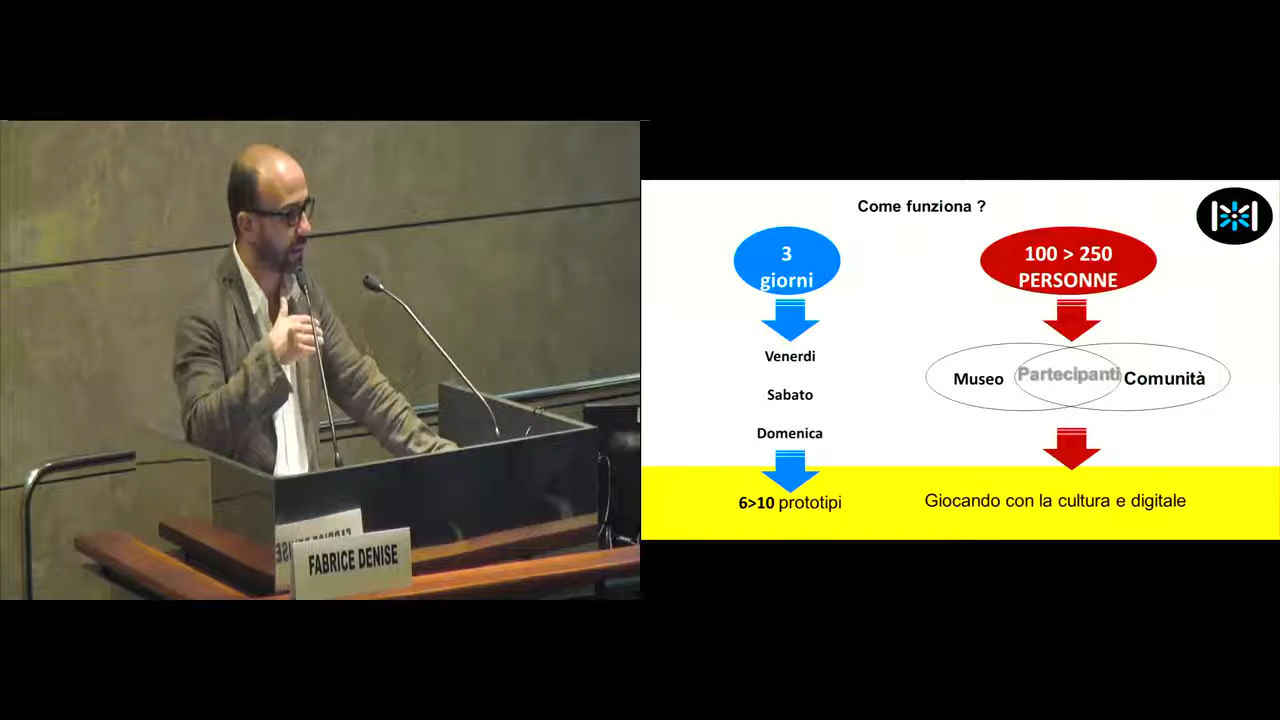 FABRICE DENISE
Come funziona ?
3
giorni
Venerdi
Sabato
Domenica
6>10 prototipi
100 > 250
PERSONNE
Museo
Partecipanti
Comunità
Giocando con la cultura e digitale